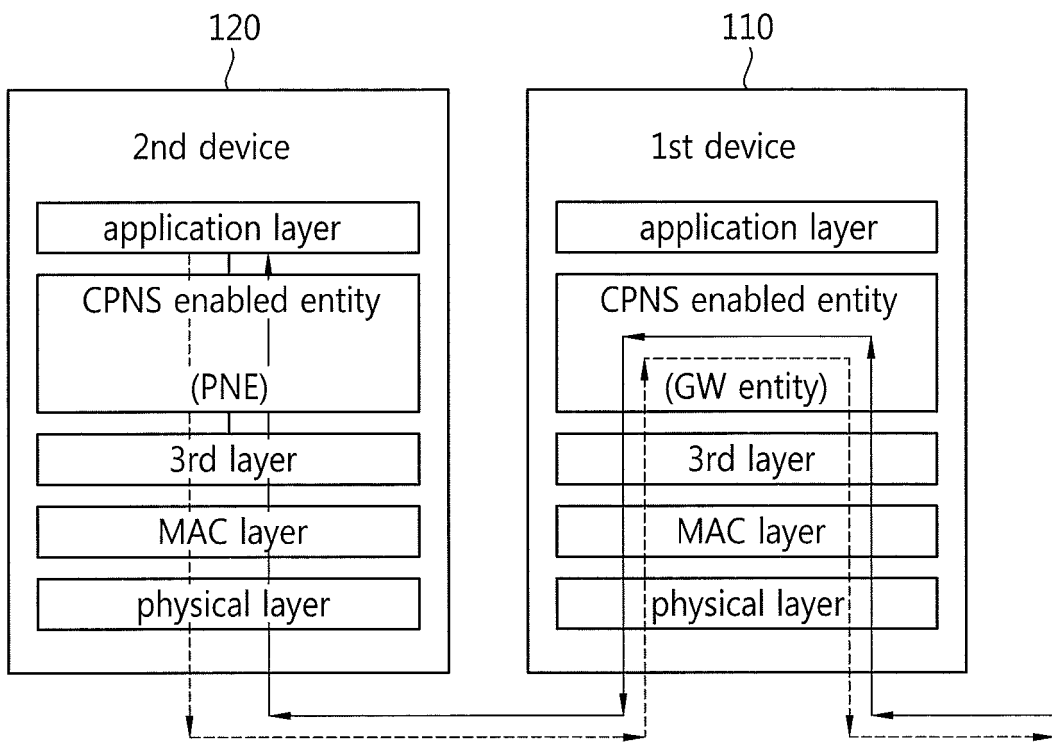 120
110
2nd device
application layer
CPNS enabled entity
(PNE)
3rd layer
MAC layer
physical layer
1st device
application layer
CPNS enabled entity
(GW entity)
3rd layer
MAC layer
physical layer